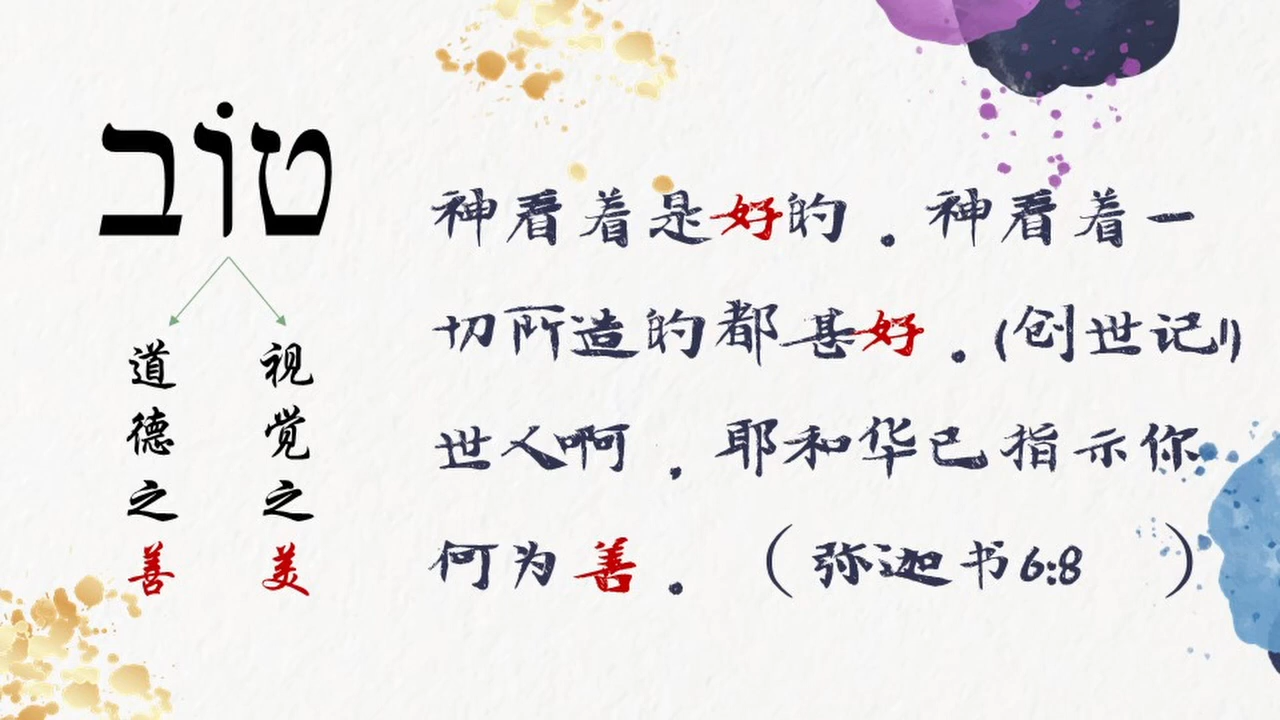 טוֹב
道德之善
视觉之美
神看着是好的。神看着一
切所造的都甚好。(创世记1)
世人啊，耶和华已指示你
何为善。（弥迦书6:8）